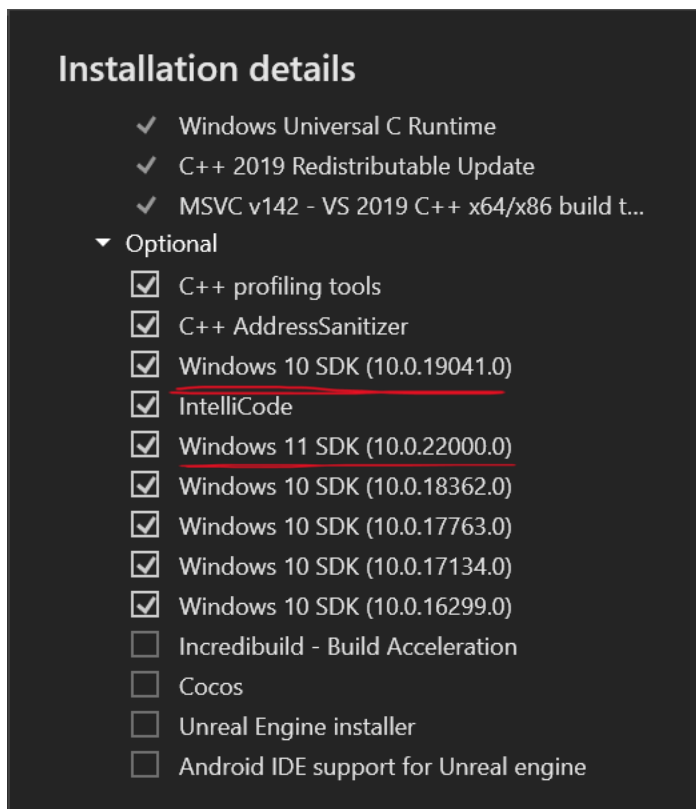 Installation details
Windows Universal C Runtime
C++ 2019 Redistributable Update
MSVC v142 - VS 2019 C++ x64/x86 build t...
Optional
C++ profiling tools
C++ AddressSanitizer
Windows 10 SDK (10.0.19041.0)
IntelliCode
Windows 11 SDK (10.0.22000.0)
Windows 10 SDK (10.0.18362.0)
Windows 10 SDK (10.0.17763.0)
Windows 10 SDK (10.0.17134.0)
Windows 10 SDK (10.0.16299.0)
Incredibuild - Build Acceleration
Cocos
Unreal Engine installer
Android IDE support for Unreal engine